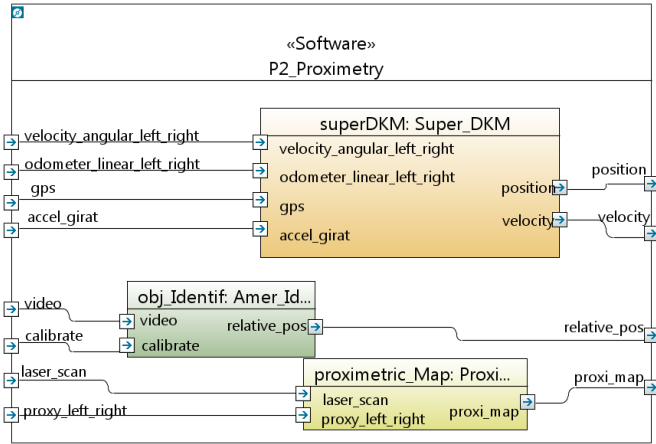 «Software»
P2_Proximetry
superDKM: Super_DKM
velocity_angular_left_right
velocity_angular_left_right
odometer_linear_left_right
odometer_linear_left_right
gps
gps
accel_girat
accel_girat
position
position
velocity
velocity
obj_Identif: Amer_Id...
video
video
calibrate
calibrate
relative_pos
relative_pos
proximetric_Map: Proxi...
laser_scan
laser_scan
proxy_left_right
proxy_left_right
proxi_map
proxi_map